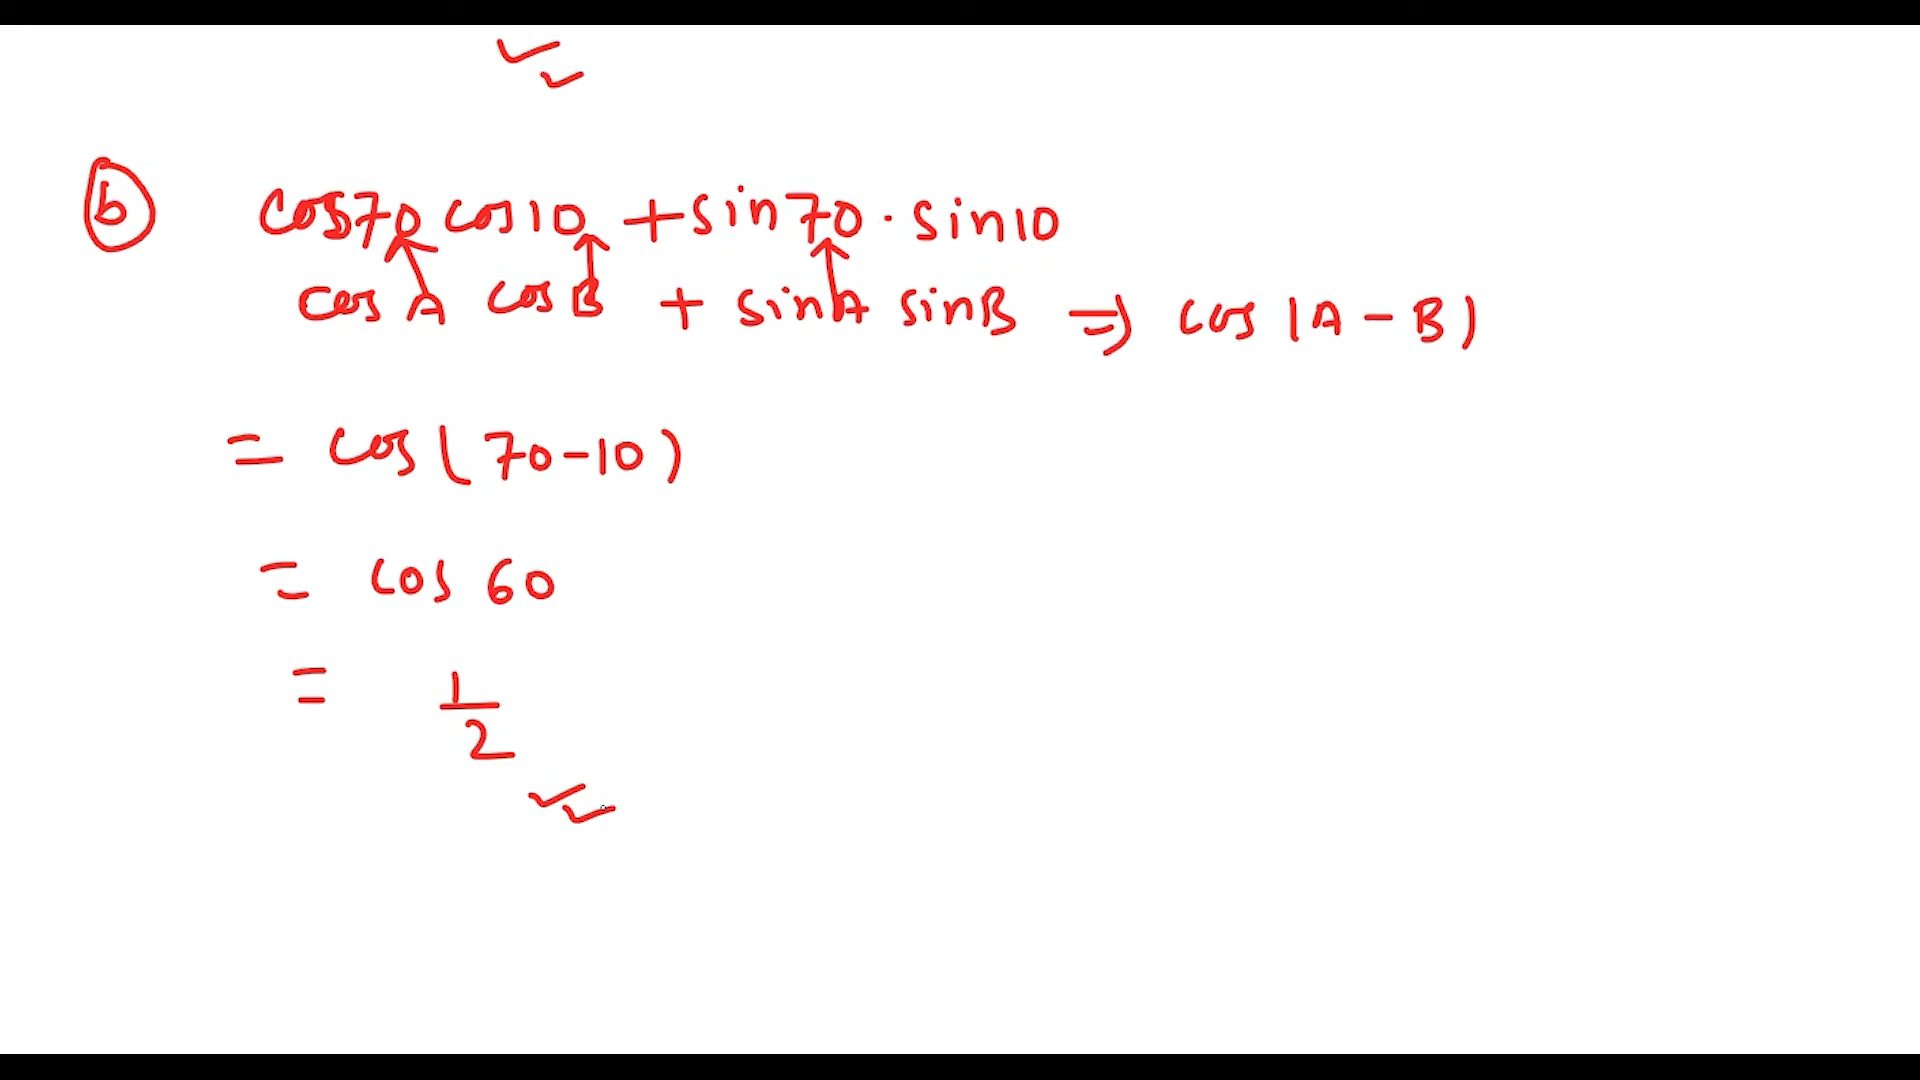 b cos70 cos10 + sin70 · sin10
cos A cos B + sinA sinB ⇒ cos (A - B)
= cos(70-10)
= cos 60
= 1/2